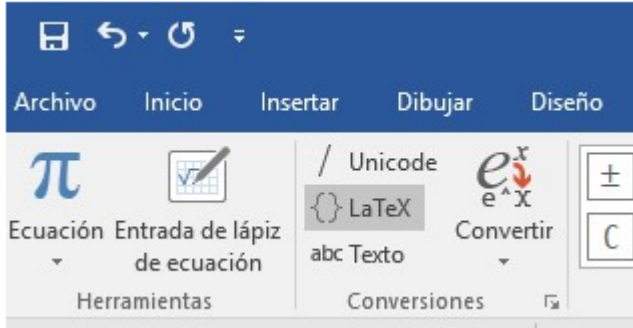 Archivo Inicio Insertar Dibujar Diseño
π
Ecuación
Entrada de lápiz
de ecuación
Herramientas
/ Unicode
{} LaTeX
abc Texto
e^x
Convertir
Conversiones
±
C